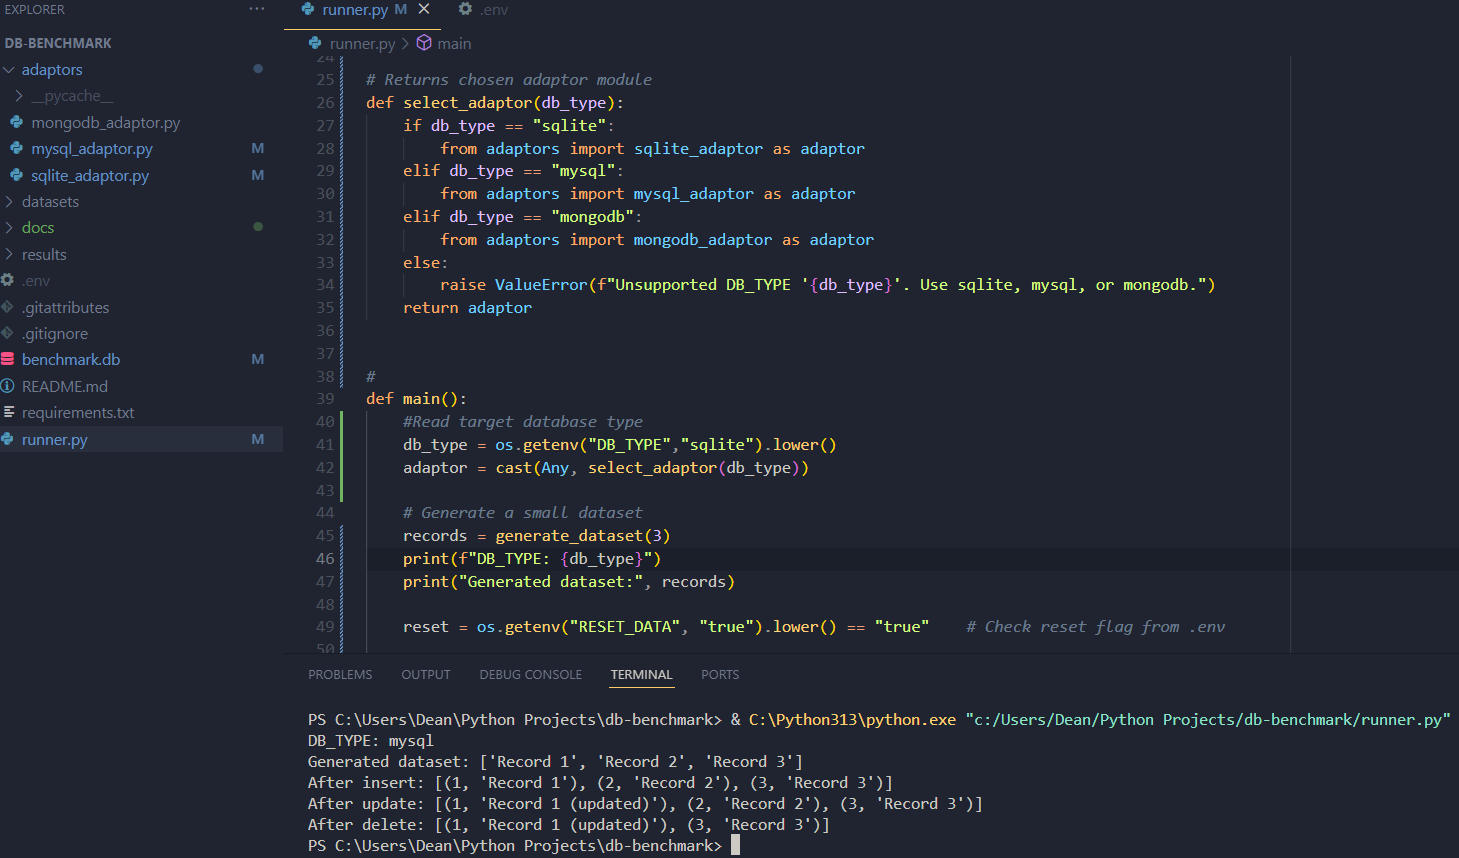 EXPLORER ...
DB-BENCHMARK
adaptors
__pycache__
mongodb_adaptor.py
mysql_adaptor.py M
sqlite_adaptor.py M
datasets
docs
results
.env
.gitattributes
.gitignore
benchmark.db M
README.md
requirements.txt
runner.py M
runner.py M
.env
runner.py > main
24
25 # Returns chosen adaptor module
26 def select_adaptor(db_type):
27     if db_type == "sqlite":
28         from adaptors import sqlite_adaptor as adaptor
29     elif db_type == "mysql":
30         from adaptors import mysql_adaptor as adaptor
31     elif db_type == "mongodb":
32         from adaptors import mongodb_adaptor as adaptor
33     else:
34         raise ValueError(f"Unsupported DB_TYPE '{db_type}'. Use sqlite, mysql, or mongodb.")
35     return adaptor
36
37
38 #
39 def main():
40     #Read target database type
41     db_type = os.getenv("DB_TYPE","sqlite").lower()
42     adaptor = cast(Any, select_adaptor(db_type))
43
44     # Generate a small dataset
45     records = generate_dataset(3)
46     print(f"DB_TYPE: {db_type}")
47     print("Generated dataset:", records)
48
49     reset = os.getenv("RESET_DATA", "true").lower() == "true"    # Check reset flag from .env
50
PROBLEMS OUTPUT DEBUG CONSOLE TERMINAL PORTS
PS C:\Users\Dean\Python Projects\db-benchmark> & C:\Python313\python.exe "c:/Users/Dean/Python Projects/db-benchmark/runner.py"
DB_TYPE: mysql
Generated dataset: ['Record 1', 'Record 2', 'Record 3']
After insert: [(1, 'Record 1'), (2, 'Record 2'), (3, 'Record 3')]
After update: [(1, 'Record 1 (updated)'), (2, 'Record 2'), (3, 'Record 3')]
After delete: [(1, 'Record 1 (updated)'), (3, 'Record 3')]
PS C:\Users\Dean\Python Projects\db-benchmark>